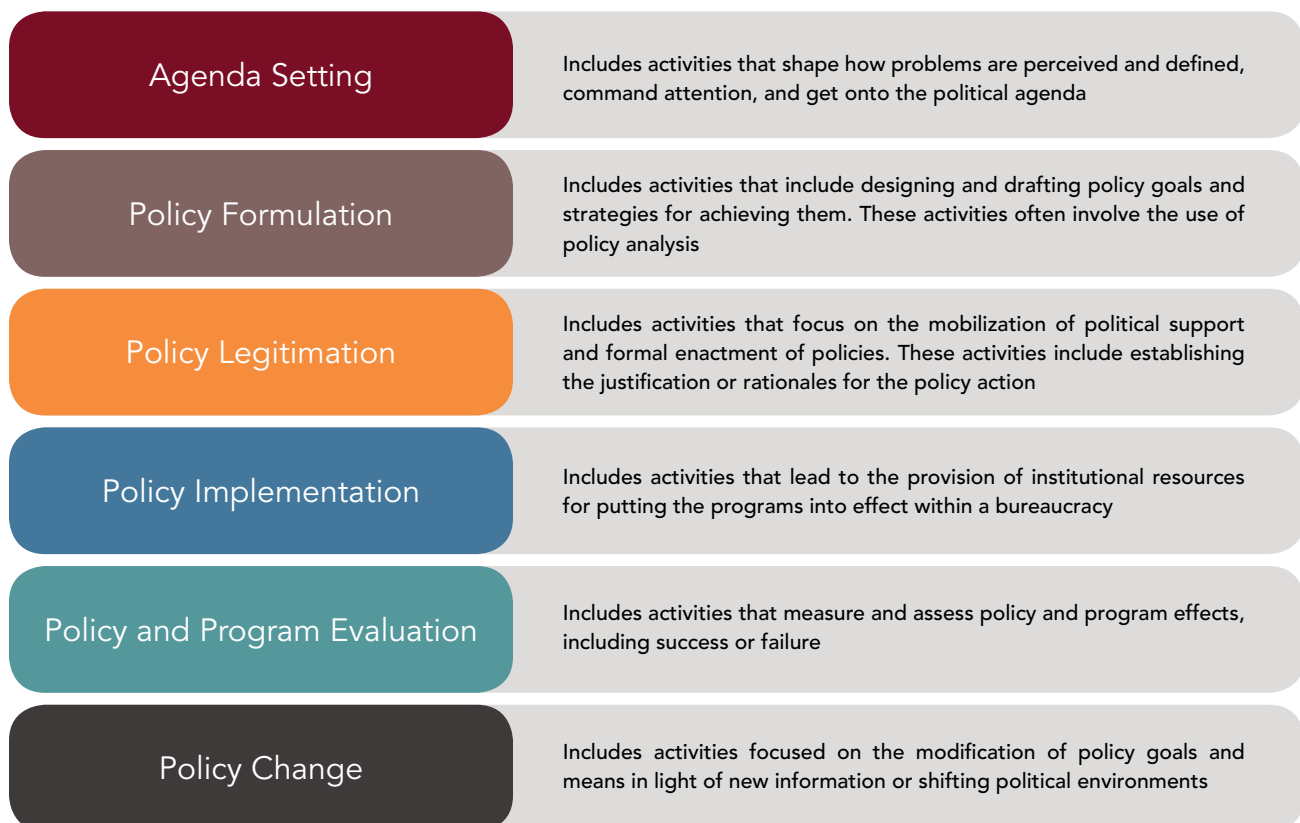 Agenda Setting
Includes activities that shape how problems are perceived and defined,
command attention, and get onto the political agenda
Policy Formulation
Includes activities that include designing and drafting policy goals and
strategies for achieving them. These activities often involve the use of
policy analysis
Policy Legitimation
Includes activities that focus on the mobilization of political support
and formal enactment of policies. These activities include establishing
the justification or rationales for the policy action
Policy Implementation
Includes activities that lead to the provision of institutional resources
for putting the programs into effect within a bureaucracy
Policy and Program Evaluation
Includes activities that measure and assess policy and program effects,
including success or failure
Policy Change
Includes activities focused on the modification of policy goals and
means in light of new information or shifting political environments